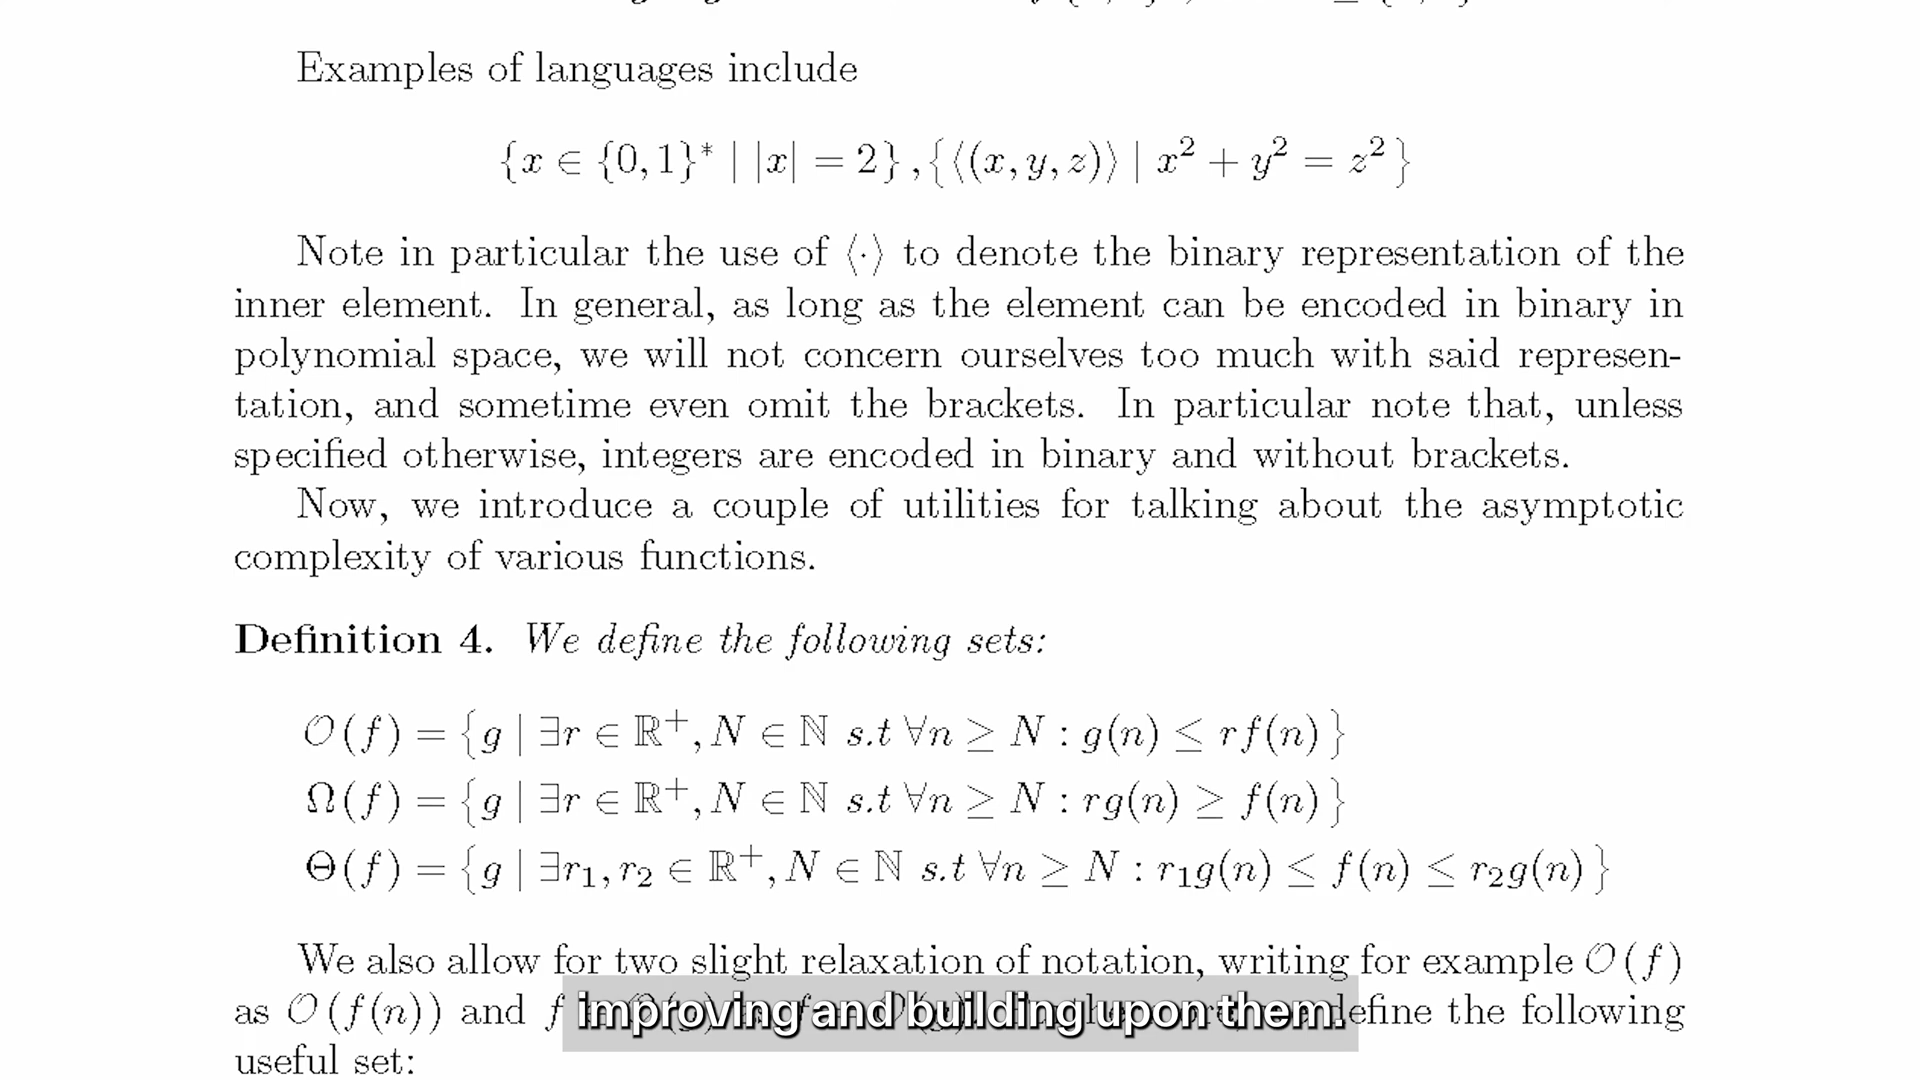 Examples of languages include
{x ∈ {0, 1}* | |x| = 2} , {⟨(x, y, z)⟩ | x² + y² = z²}
Note in particular the use of ⟨·⟩ to denote the binary representation of the
inner element. In general, as long as the element can be encoded in binary in
polynomial space, we will not concern ourselves too much with said represen-
tation, and sometime even omit the brackets. In particular note that, unless
specified otherwise, integers are encoded in binary and without brackets.
Now, we introduce a couple of utilities for talking about the asymptotic
complexity of various functions.
Definition 4. We define the following sets:
𝒪(f) = {g | ∃r ∈ ℝ⁺, N ∈ ℕ s.t ∀n ≥ N : g(n) ≤ rf(n)}
Ω(f) = {g | ∃r ∈ ℝ⁺, N ∈ ℕ s.t ∀n ≥ N : rg(n) ≥ f(n)}
Θ(f) = {g | ∃r₁, r₂ ∈ ℝ⁺, N ∈ ℕ s.t ∀n ≥ N : r₁g(n) ≤ f(n) ≤ r₂g(n)}
We also allow for two slight relaxation of notation, writing for example 𝒪(f)
as 𝒪(f(n)) and f define the following
improving and building upon them.
useful set: